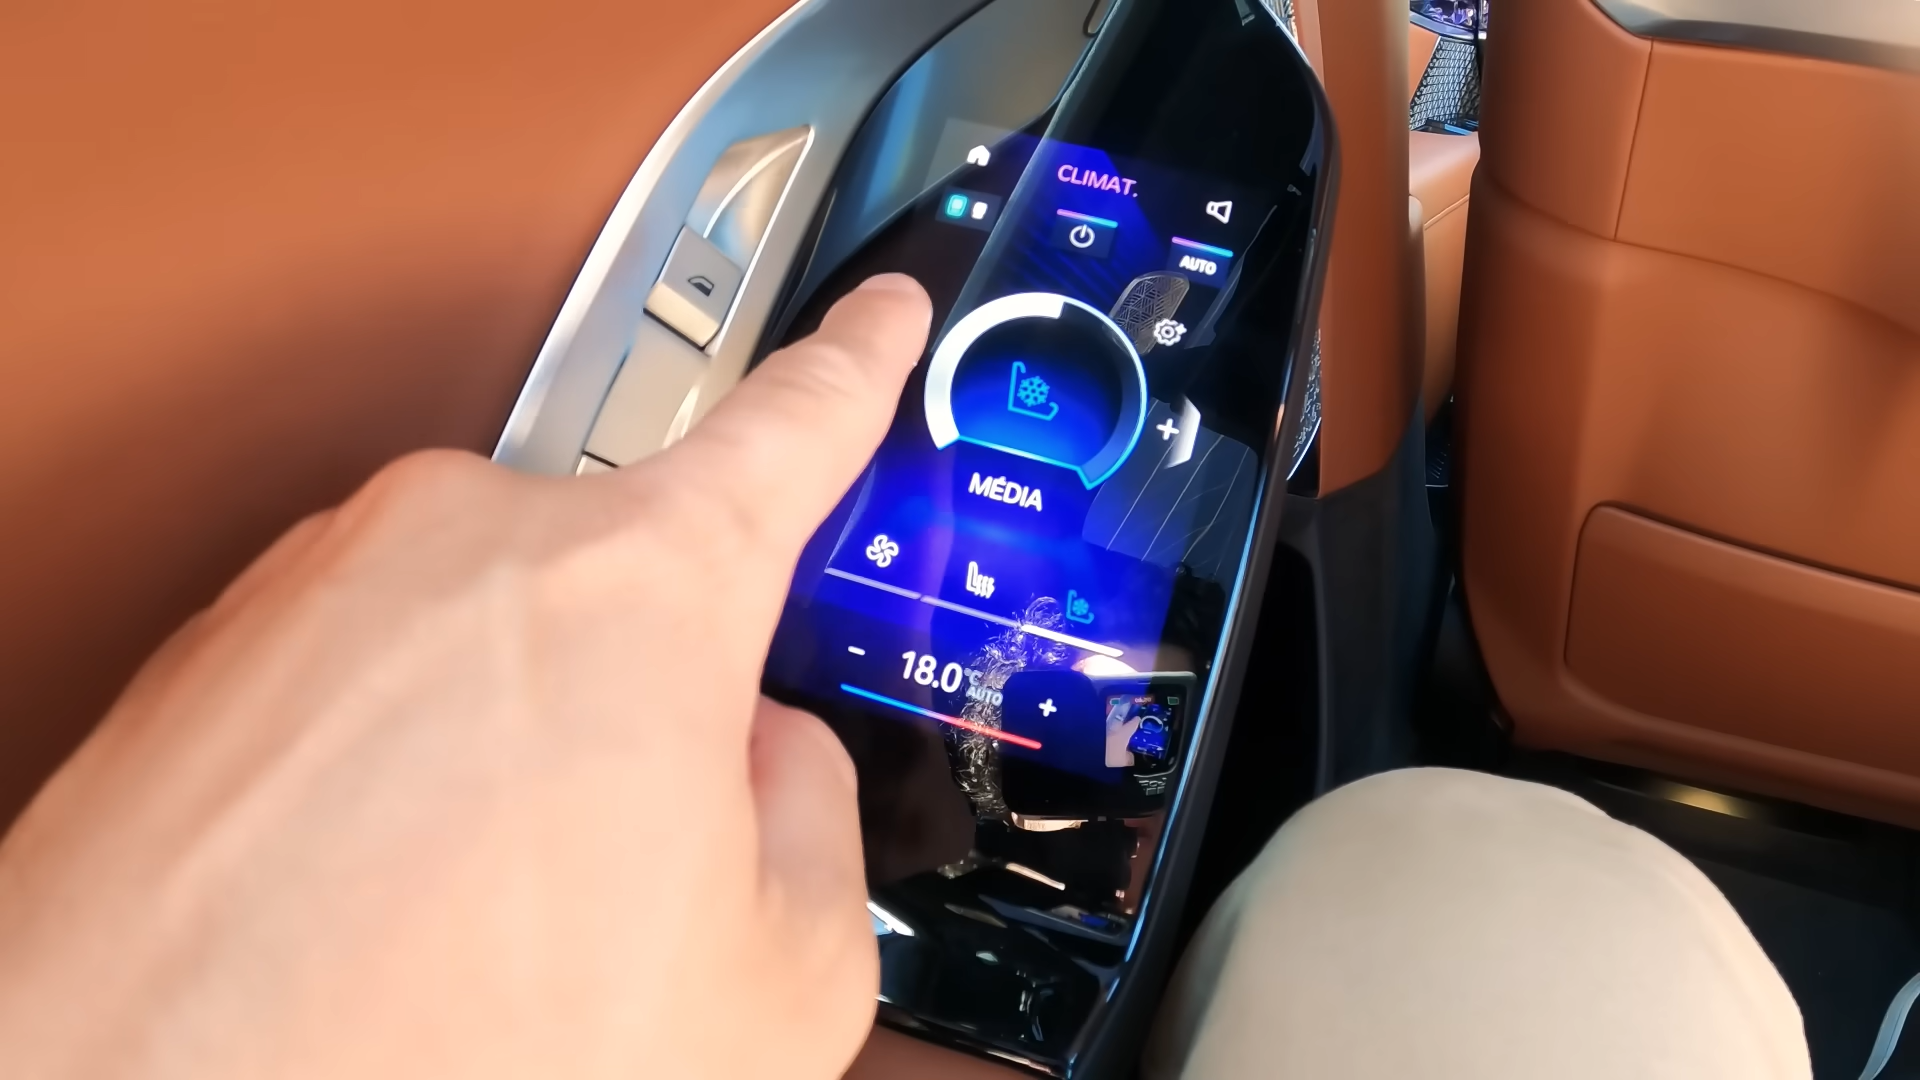 CLIMAT.
AUTO
+
MÉDIA
- 18.0°C AUTO +